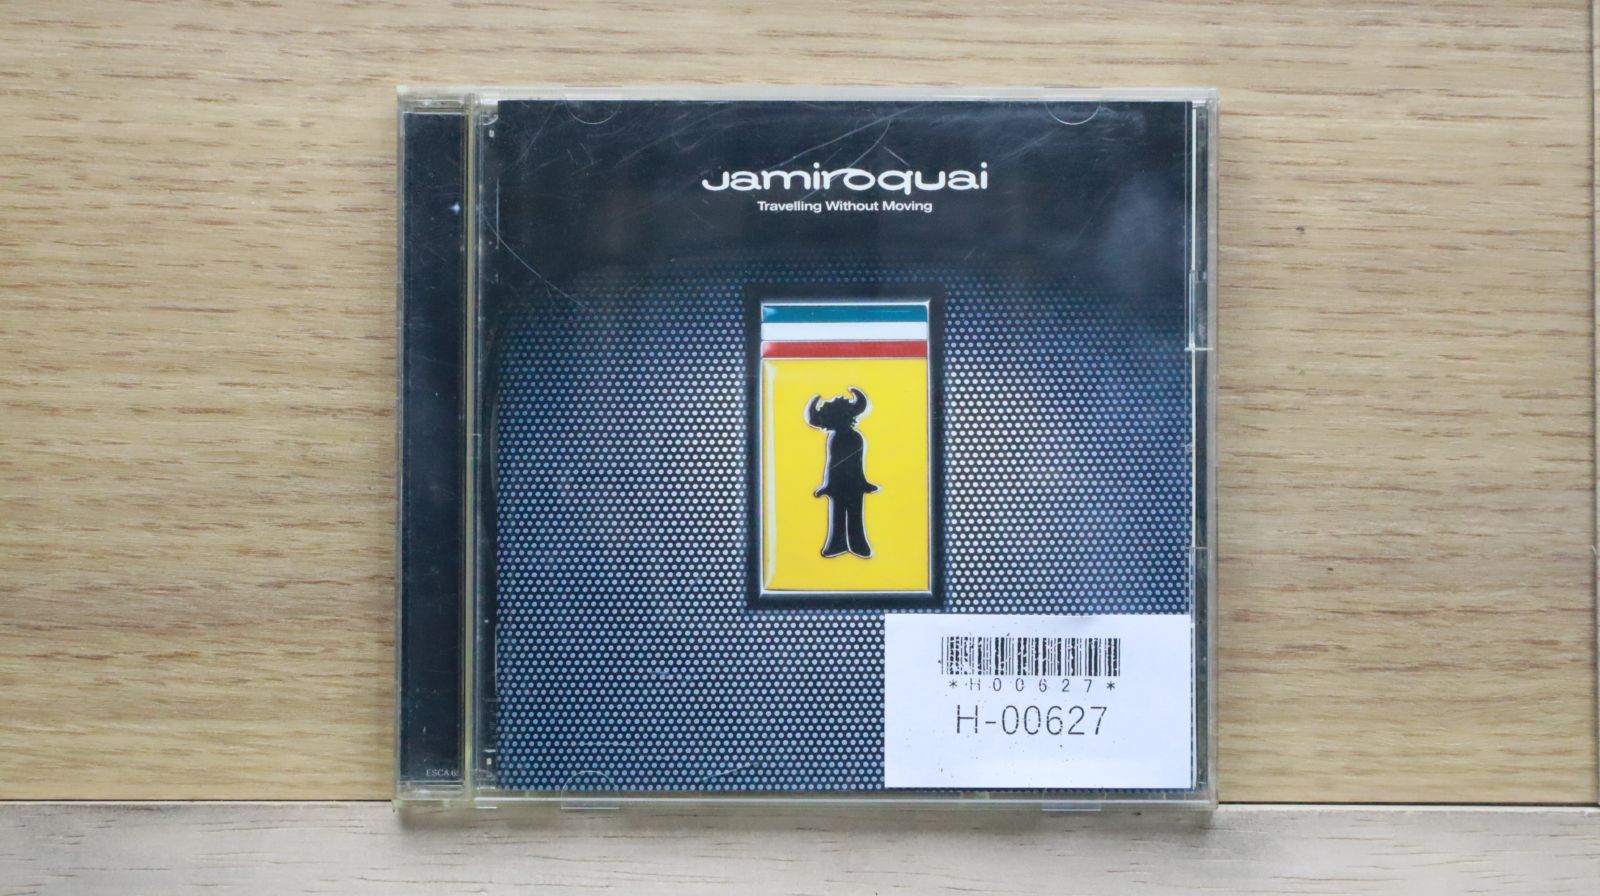 Jamiroquai
Travelling Without Moving
*H00627*
H-00627